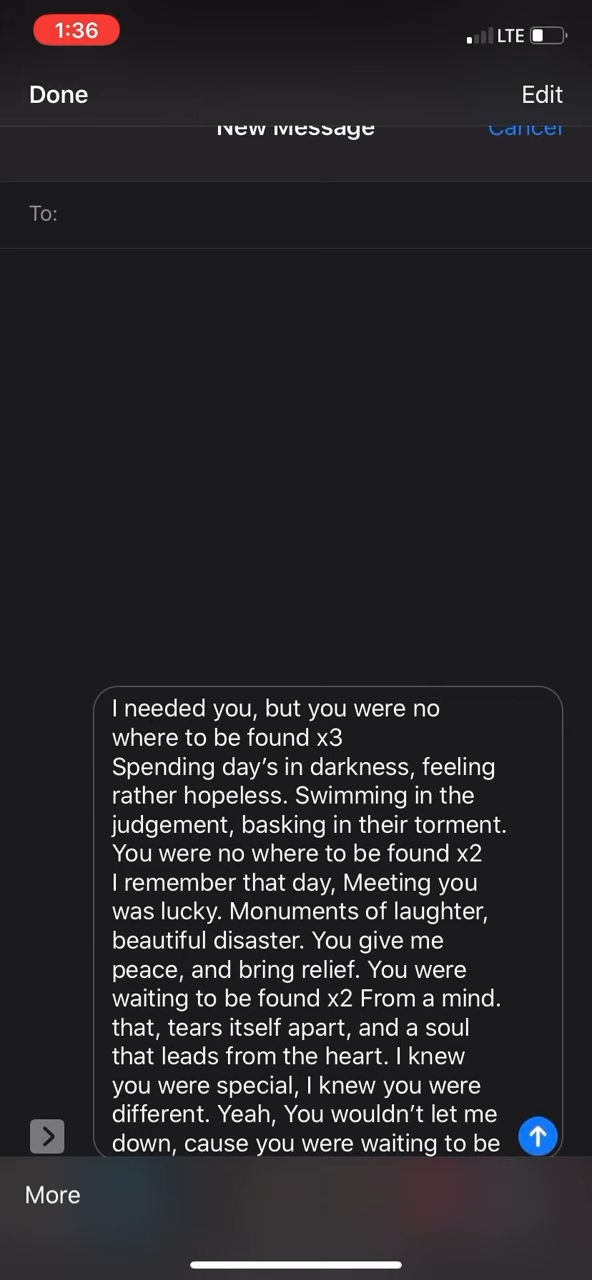 1:36
LTE
Done
Edit
New Message
Cancel
To:
I needed you, but you were no
where to be found x3
Spending day’s in darkness, feeling
rather hopeless. Swimming in the
judgement, basking in their torment.
You were no where to be found x2
I remember that day, Meeting you
was lucky. Monuments of laughter,
beautiful disaster. You give me
peace, and bring relief. You were
waiting to be found x2 From a mind.
that, tears itself apart, and a soul
that leads from the heart. I knew
you were special, I knew you were
different. Yeah, You wouldn’t let me
down, cause you were waiting to be
More